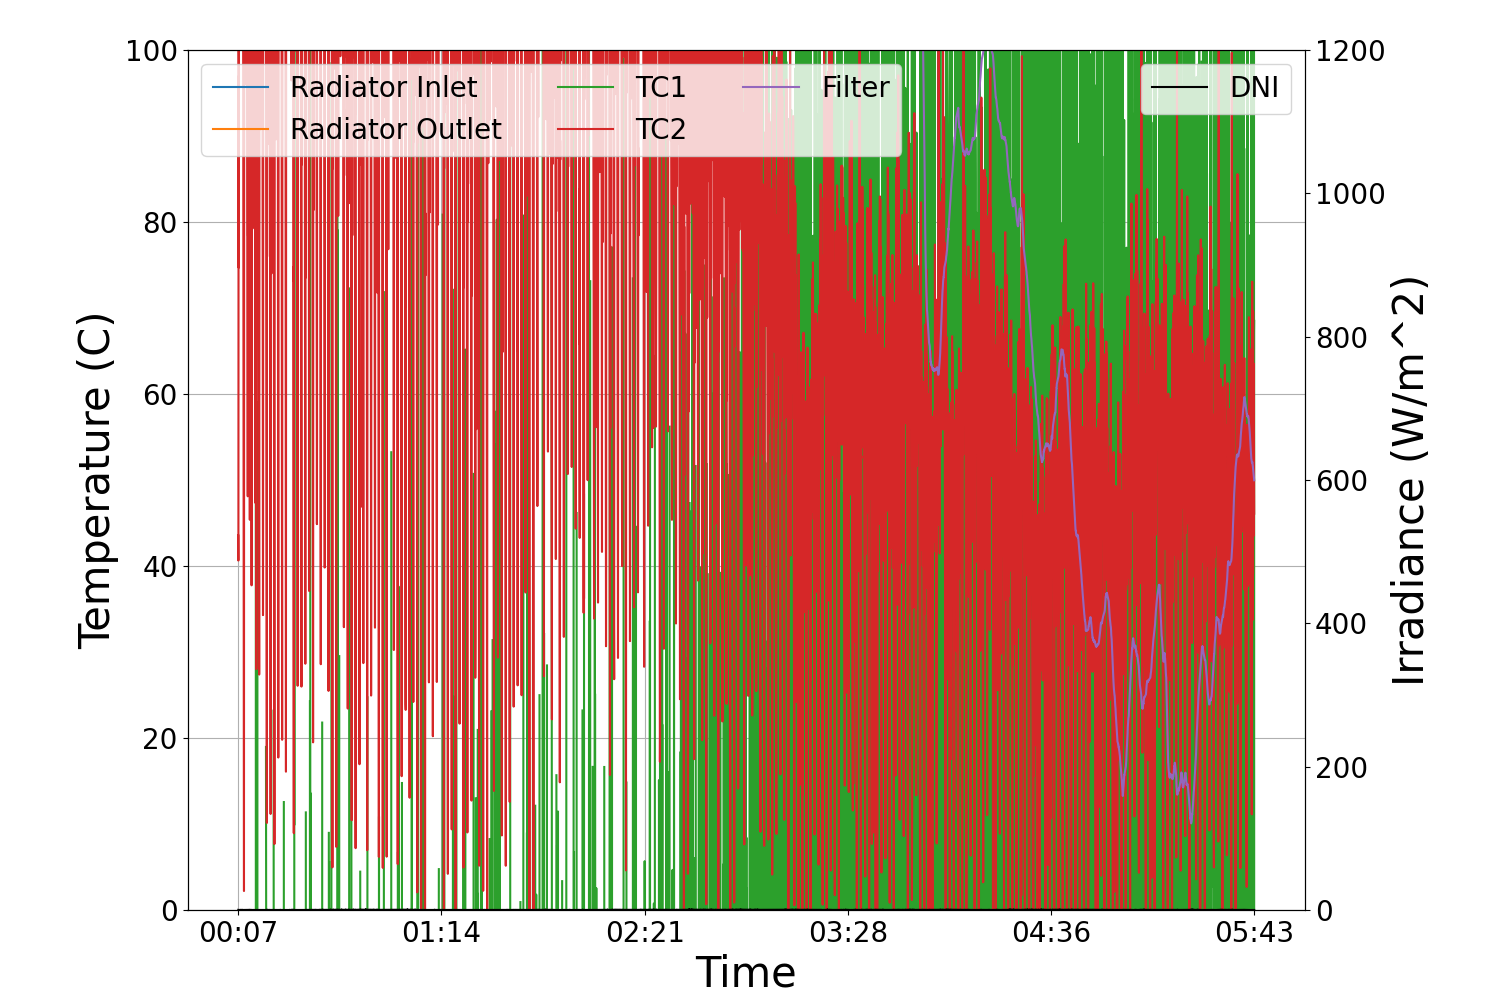 100
80
60
40
20
0
Temperature (C)
Radiator Inlet
Radiator Outlet
TC1
TC2
Filter
DNI
1200
1000
800
600
400
200
0
Irradiance (W/m^2)
00:07
01:14
02:21
03:28
04:36
05:43
Time